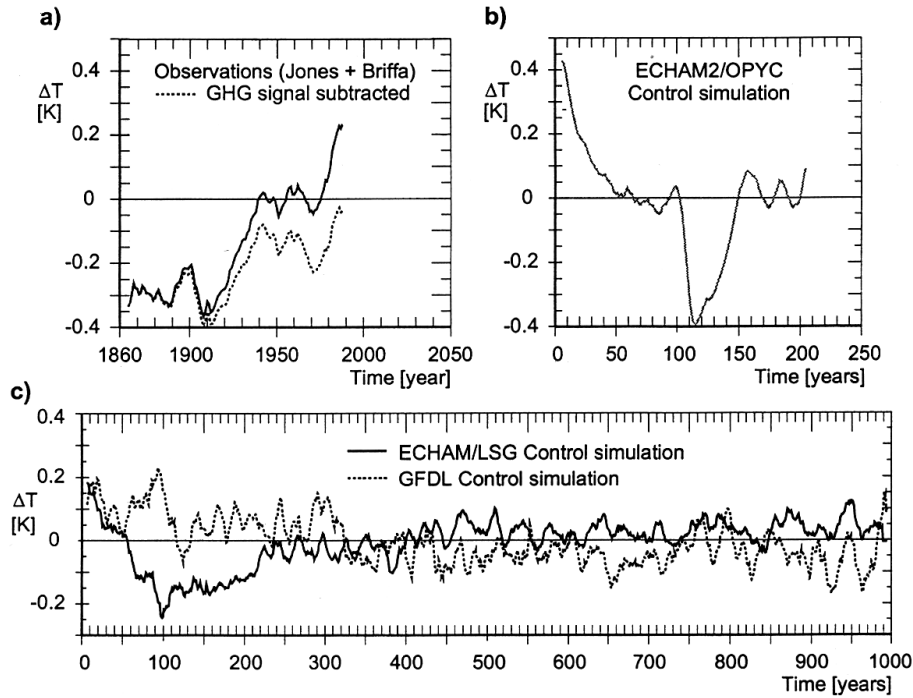 a)
0.4
ΔT
[K]
0.2
0
-0.2
-0.4
Observations (Jones + Briffa)
GHG signal subtracted
1860 1900 1950 2000 2050
Time [year]
b)
0.4
ΔT
[K]
0.2
0
-0.2
-0.4
ECHAM2/OPYC
Control simulation
0 50 100 150 200 250
Time [years]
c)
0.4
0.2
ΔT
[K]
0
-0.2
ECHAM/LSG Control simulation
GFDL Control simulation
0 100 200 300 400 500 600 700 800 900 1000
Time [years]